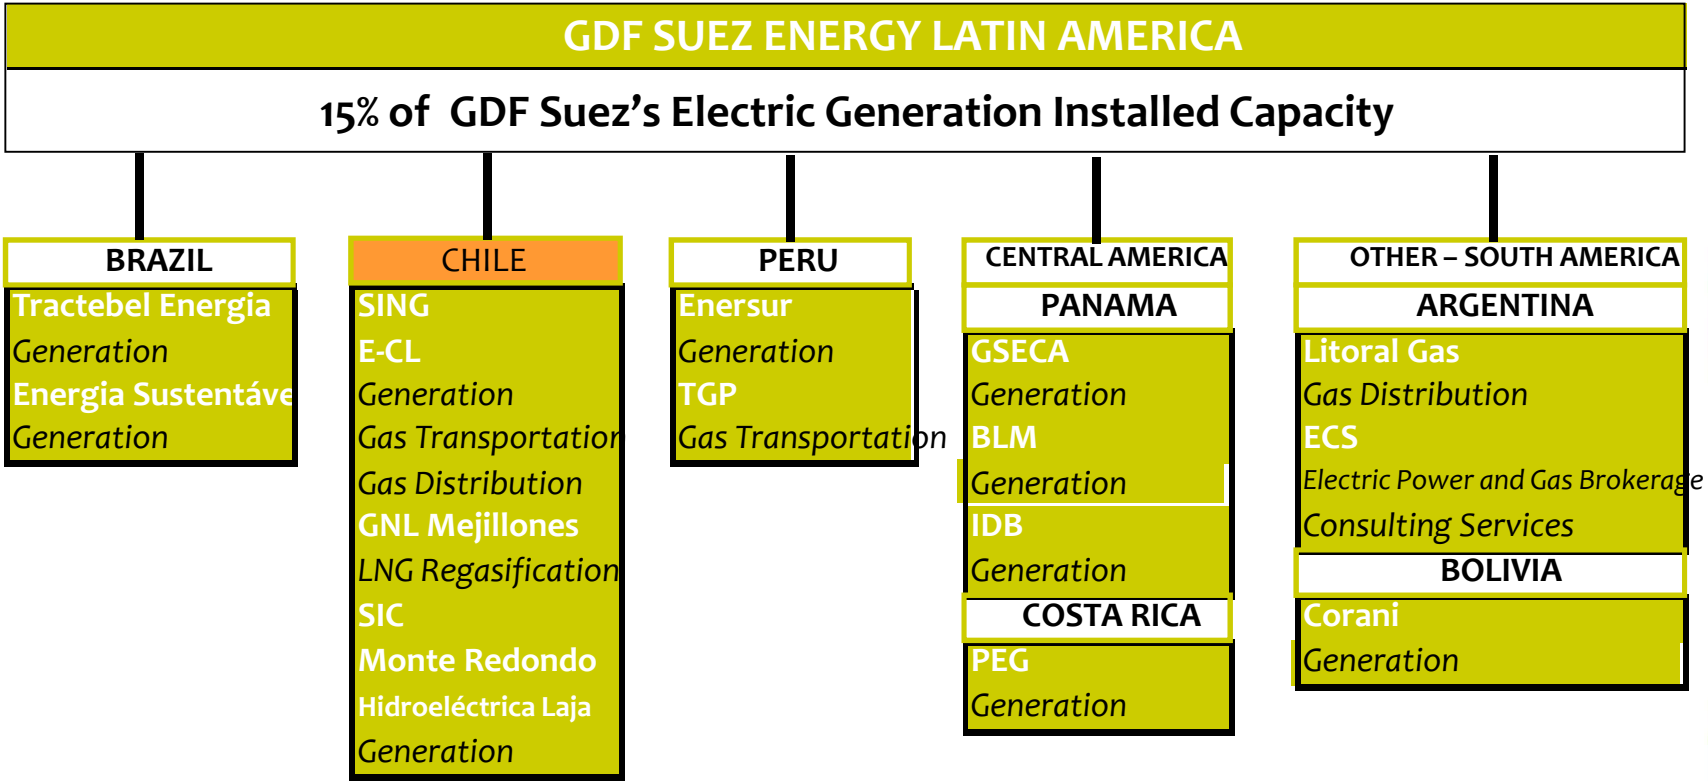 GDF SUEZ ENERGY LATIN AMERICA
15% of GDF Suez’s Electric Generation Installed Capacity
BRAZIL
Tractebel Energia
Generation
Energia Sustentáve
Generation
CHILE
SING
E-CL
Generation
Gas Transportation
Gas Distribution
GNL Mejillones
LNG Regasification
SIC
Monte Redondo
Hidroeléctrica Laja
Generation
PERU
Enersur
Generation
TGP
Gas Transportation
CENTRAL AMERICA
PANAMA
GSECA
Generation
BLM
Generation
IDB
Generation
COSTA RICA
PEG
Generation
OTHER – SOUTH AMERICA
ARGENTINA
Litoral Gas
Gas Distribution
ECS
Electric Power and Gas Brokerage
Consulting Services
BOLIVIA
Corani
Generation